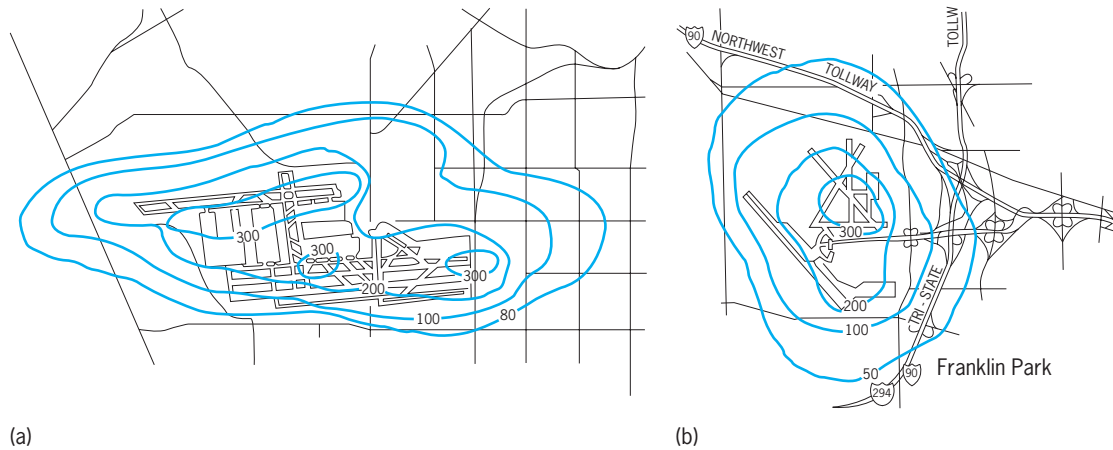 300
300
300
200
100
80
(a)
90
NORTHWEST
TOLLWAY
TOLLW
300
200
100
50
TRI-STATE
90
294
Franklin Park
(b)